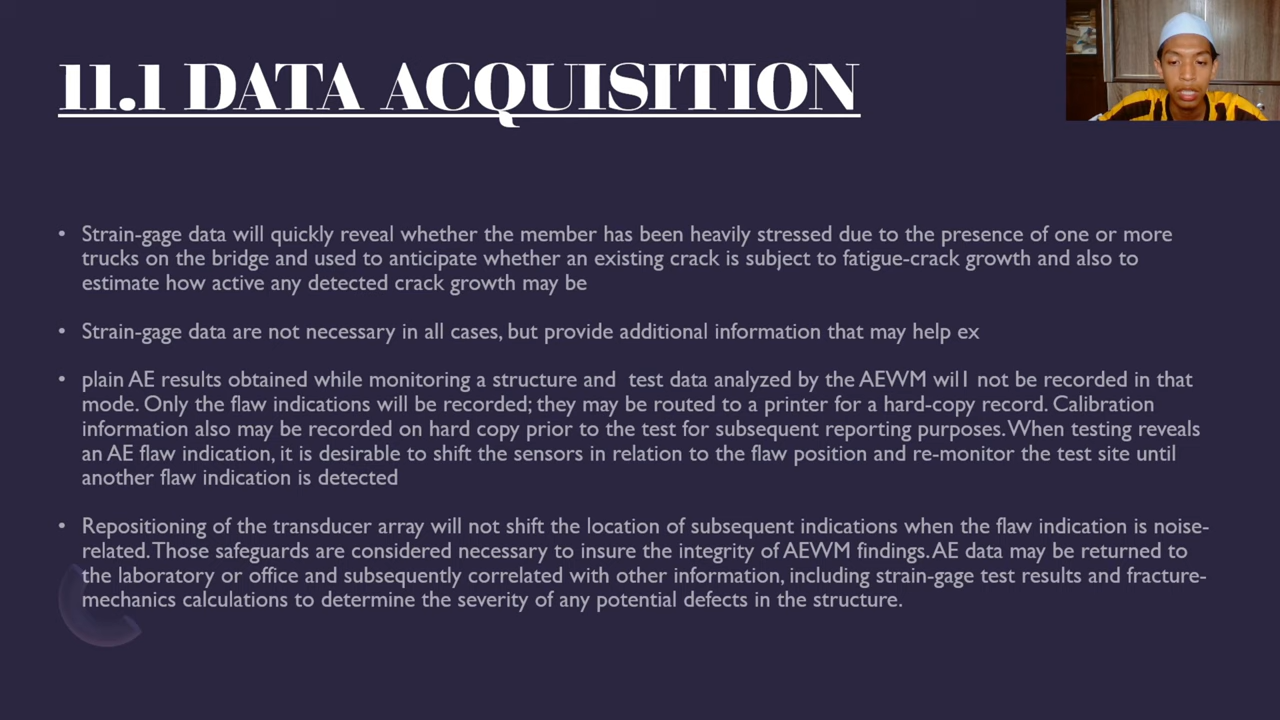 11.1 DATA ACQUISITION
• Strain-gage data will quickly reveal whether the member has been heavily stressed due to the presence of one or more
trucks on the bridge and used to anticipate whether an existing crack is subject to fatigue-crack growth and also to
estimate how active any detected crack growth may be
• Strain-gage data are not necessary in all cases, but provide additional information that may help ex
• plain AE results obtained while monitoring a structure and  test data analyzed by the AEWM wil1 not be recorded in that
mode. Only the flaw indications will be recorded; they may be routed to a printer for a hard-copy record. Calibration
information also may be recorded on hard copy prior to the test for subsequent reporting purposes. When testing reveals
an AE flaw indication, it is desirable to shift the sensors in relation to the flaw position and re-monitor the test site until
another flaw indication is detected
• Repositioning of the transducer array will not shift the location of subsequent indications when the flaw indication is noise-
related. Those safeguards are considered necessary to insure the integrity of AEWM findings. AE data may be returned to
the laboratory or office and subsequently correlated with other information, including strain-gage test results and fracture-
mechanics calculations to determine the severity of any potential defects in the structure.